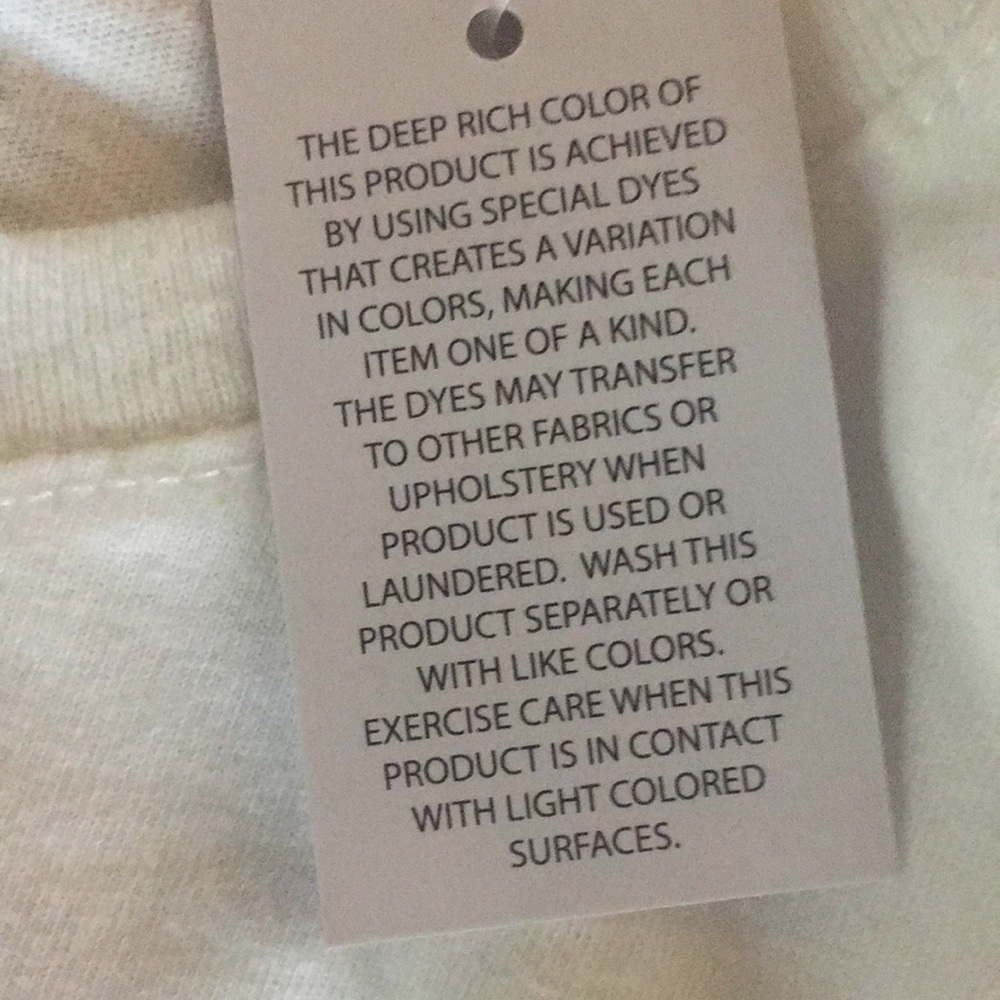 THE DEEP RICH COLOR OF
THIS PRODUCT IS ACHIEVED
BY USING SPECIAL DYES
THAT CREATES A VARIATION
IN COLORS, MAKING EACH
ITEM ONE OF A KIND.
THE DYES MAY TRANSFER
TO OTHER FABRICS OR
UPHOLSTERY WHEN
PRODUCT IS USED OR
LAUNDERED. WASH THIS
PRODUCT SEPARATELY OR
WITH LIKE COLORS.
EXERCISE CARE WHEN THIS
PRODUCT IS IN CONTACT
WITH LIGHT COLORED
SURFACES.